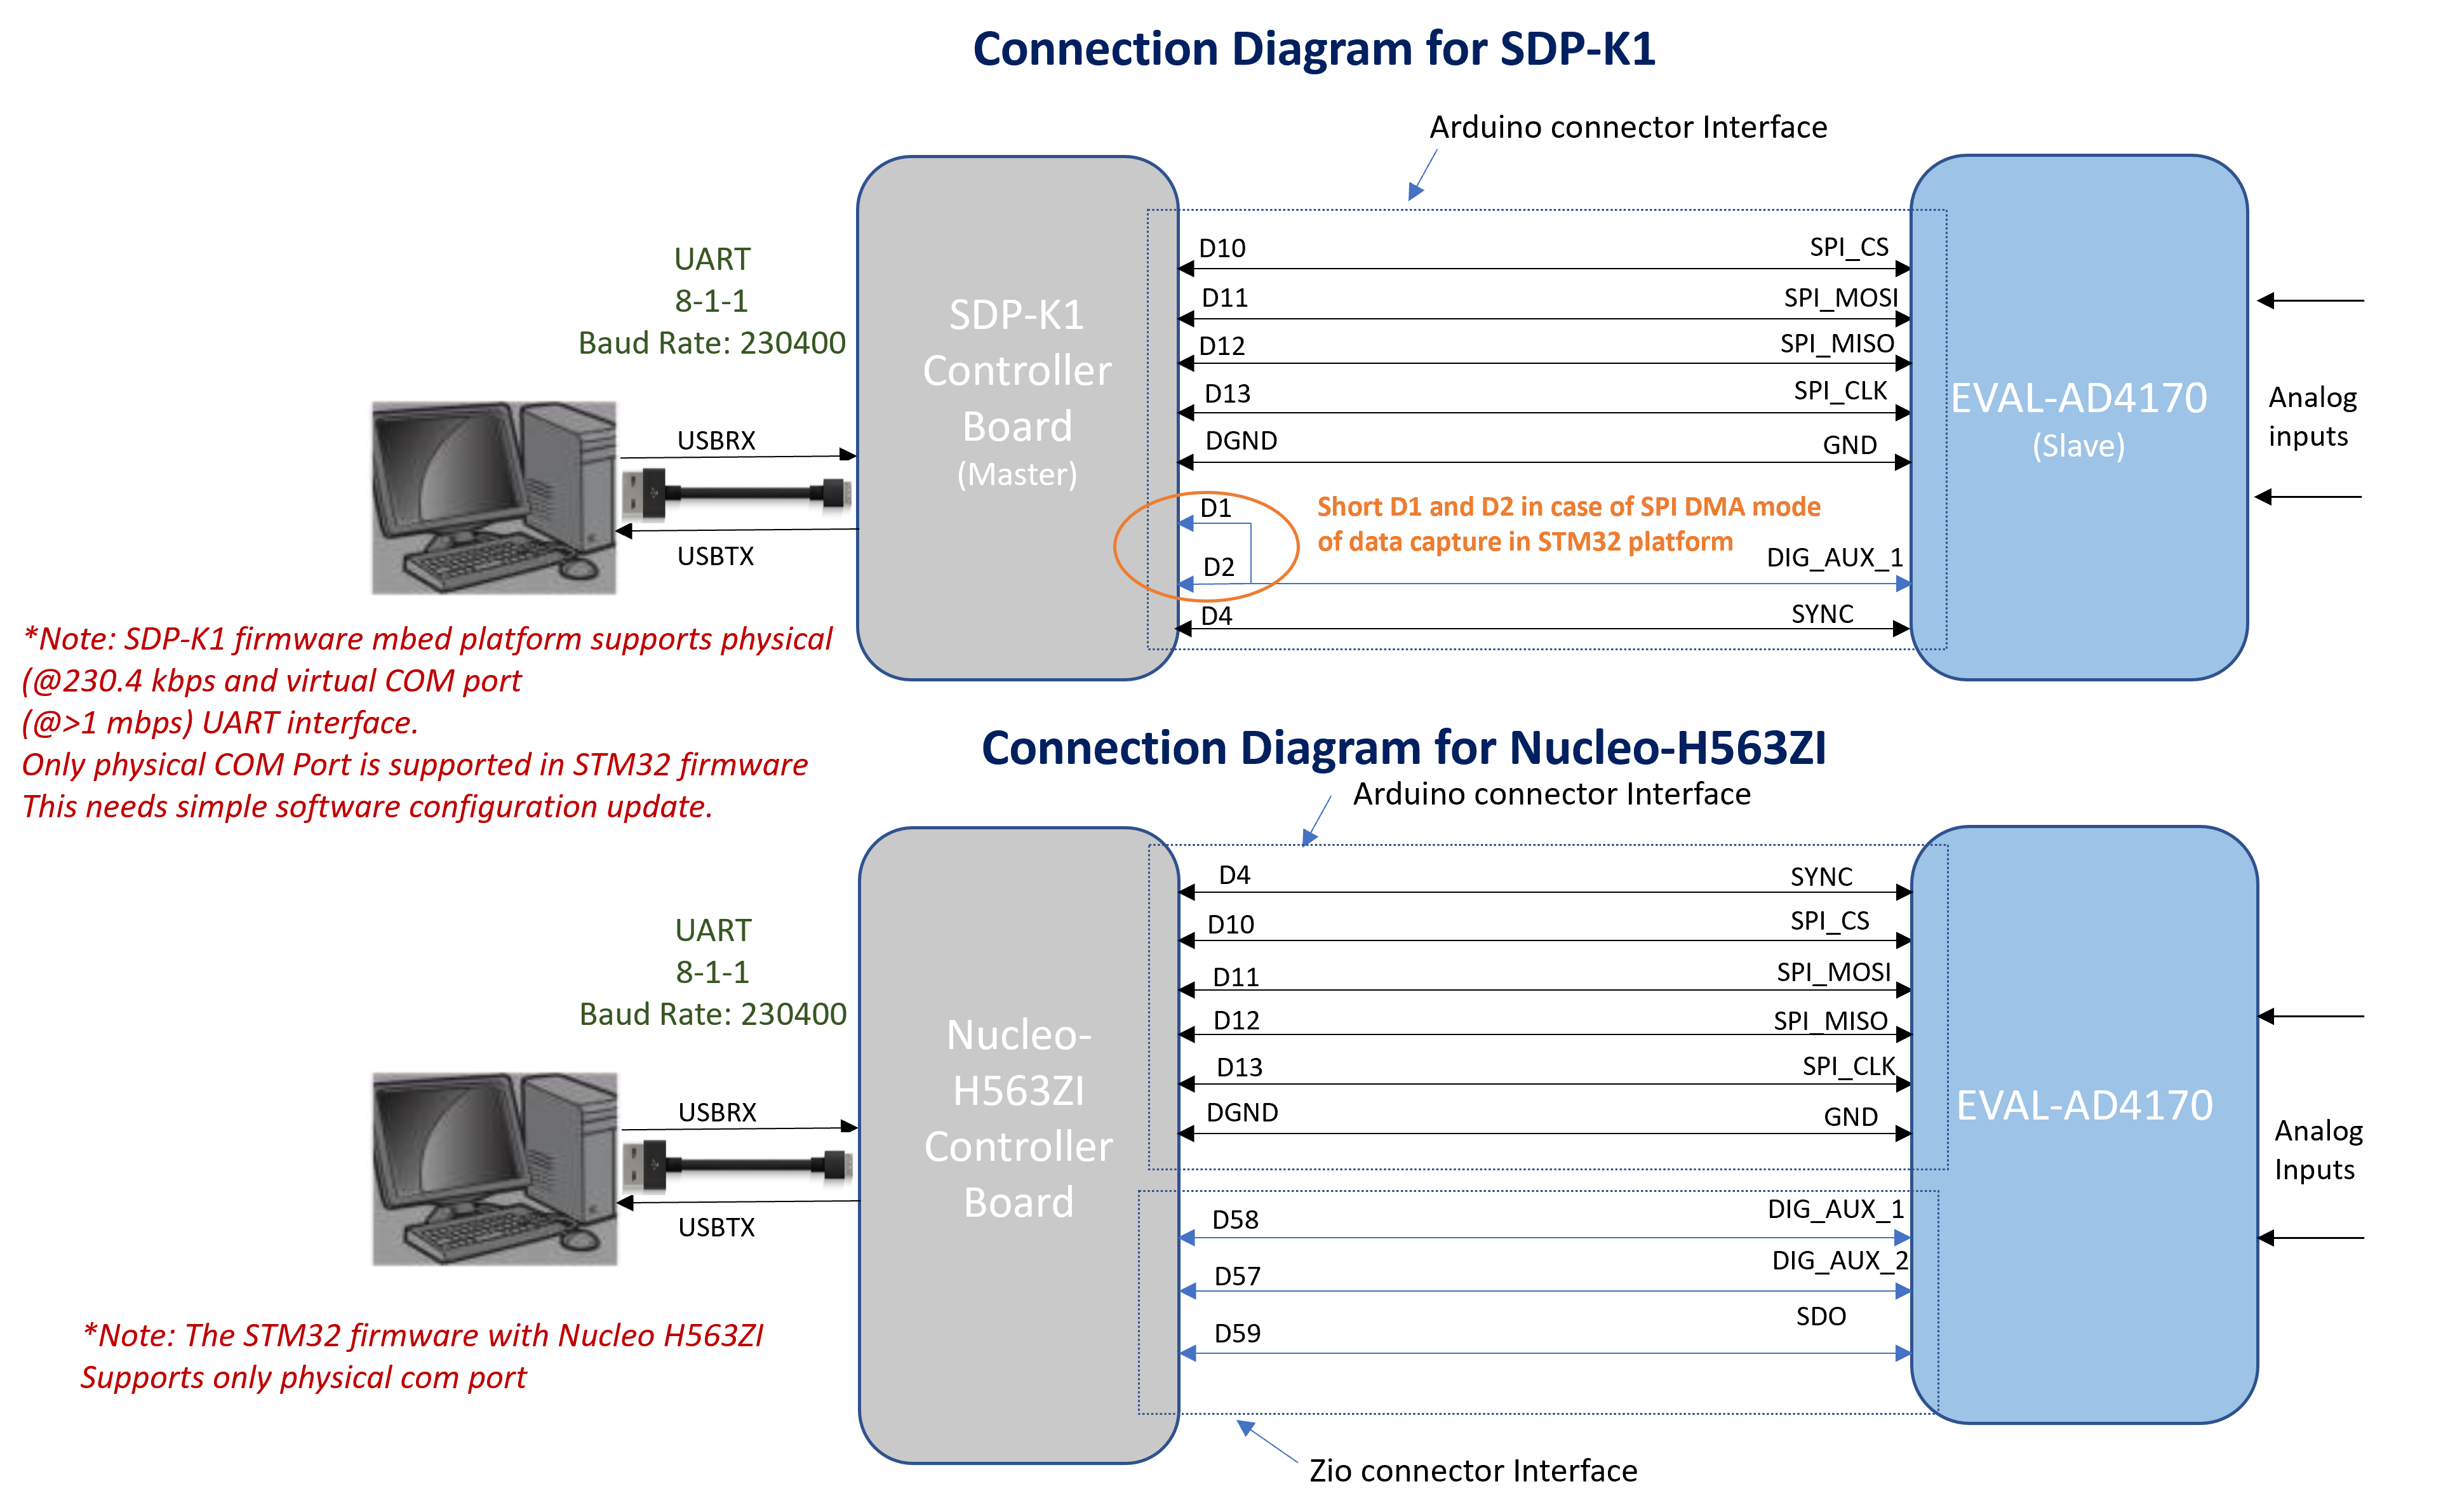 Connection Diagram for SDP-K1
Arduino connector Interface
UART
8-1-1
Baud Rate: 230400
USBRX
USBTX
SDP-K1
Controller
Board
(Master)
D10
SPI_CS
D11
SPI_MOSI
D12
SPI_MISO
D13
SPI_CLK
DGND
GND
D1
Short D1 and D2 in case of SPI DMA mode
of data capture in STM32 platform
D2
DIG_AUX_1
D4
SYNC
EVAL-AD4170
(Slave)
Analog
inputs
*Note: SDP-K1 firmware mbed platform supports physical
(@230.4 kbps and virtual COM port
(@>1 mbps) UART interface.
Only physical COM Port is supported in STM32 firmware
This needs simple software configuration update.
Connection Diagram for Nucleo-H563ZI
Arduino connector Interface
UART
8-1-1
Baud Rate: 230400
USBRX
USBTX
Nucleo-
H563ZI
Controller
Board
D4
SYNC
D10
SPI_CS
D11
SPI_MOSI
D12
SPI_MISO
D13
SPI_CLK
DGND
GND
D58
DIG_AUX_1
D57
DIG_AUX_2
D59
SDO
EVAL-AD4170
Analog
Inputs
*Note: The STM32 firmware with Nucleo H563ZI
Supports only physical com port
Zio connector Interface